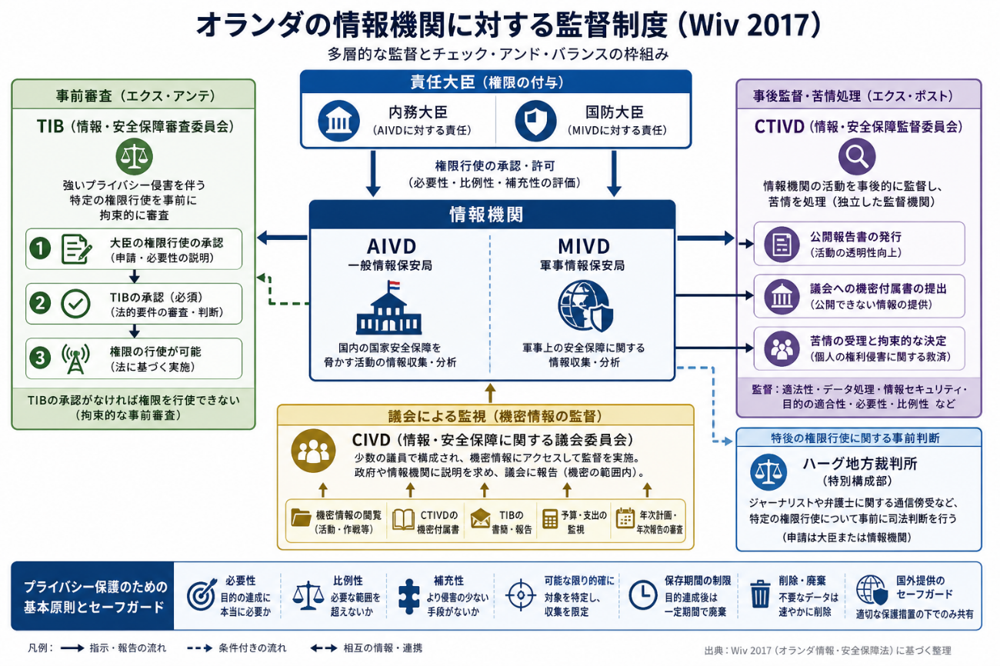 オランダの情報機関に対する監督制度（Wiv 2017）
多層的な監督とチェック・アンド・バランスの枠組み
事前審査（エクス・アンテ）
TIB（情報・安全保障審査委員会）
強いプライバシー侵害を伴う
特定の権限行使を事前に
拘束的に審査
1
大臣の権限行使の承認
（申請・必要性の説明）
2
TIBの承認（必須）
（法的要件の審査・判断）
3
権限の行使が可能
（法に基づく実施）
TIBの承認がなければ権限を行使できない
（拘束的な事前審査）
責任大臣（権限の付与）
内務大臣
（AIVDに対する責任）
国防大臣
（MIVDに対する責任）
権限行使の承認・許可
（必要性・比例性・補充性の評価）
情報機関
AIVD
一般情報保安局
国内の国家安全保障を
脅かす活動の情報収集・分析
MIVD
軍事情報保安局
軍事上の安全保障に関する
情報収集・分析
事後監督・苦情処理（エクス・ポスト）
CTIVD（情報・安全保障監督委員会）
情報機関の活動を事後的に監督し、
苦情を処理（独立した監督機関）
公開報告書の発行
（活動の透明性向上）
議会への機密付属書の提出
（公開できない情報の提供）
苦情の受理と拘束的な決定
（個人の権利侵害に関する救済）
監督：適法性・データ処理・情報セキュリティ・
目的の適合性・必要性・比例性 など
議会による監視（機密情報の監督）
CIVD（情報・安全保障に関する議会委員会）
少数の議員で構成され、機密情報にアクセスして監督を実施。
政府や情報機関に説明を求め、議会に報告（機密の範囲内）。
機密情報の閲覧
（活動・作戦等）
CTIVDの
機密付属書
TIBの
書簡・報告
予算・支出の
監視
年次計画・
年次報告の審査
特後の権限行使に関する事前判断
ハーグ地方裁判所
（特別構成部）
ジャーナリストや弁護士に関する通信傍受など、
特定の権限行使について事前に司法判断を行う
（申請は大臣または情報機関）
プライバシー保護のための
基本原則とセーフガード
必要性
目的の達成に
本当に必要か
比例性
必要な範囲を
超えないか
補充性
より侵害の少ない
手段がないか
可能な限り的確に
対象を特定し、
収集を限定
保存期間の制限
目的達成後は
一定期間で廃棄
削除・廃棄
不要なデータは
速やかに削除
国外提供の
セーフガード
適切な保護措置の下でのみ共有
凡例：
指示・報告の流れ
条件付きの流れ
相互の情報・連携
出典：Wiv 2017（オランダ情報・安全保障法）に基づく整理